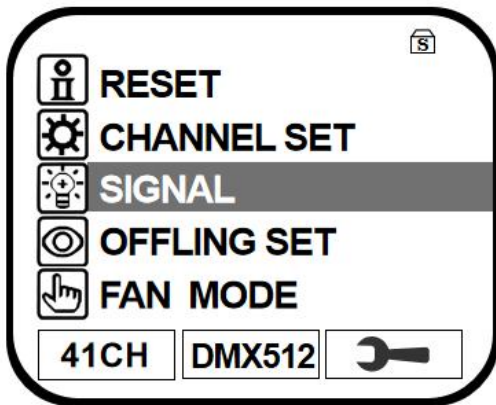 S
RESET
CHANNEL SET
SIGNAL
OFFLING SET
FAN MODE
41CH DMX512